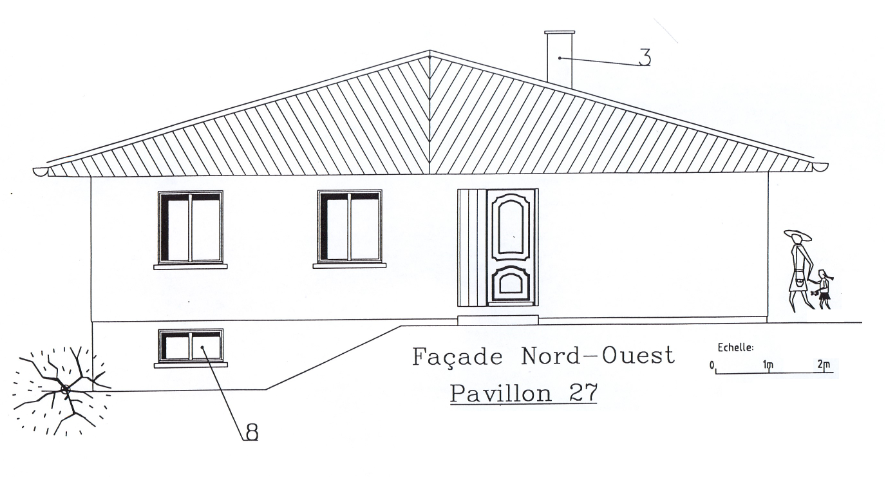 3
Façade Nord-Ouest
Echelle:
0 1m 2m
Pavillon 27
8